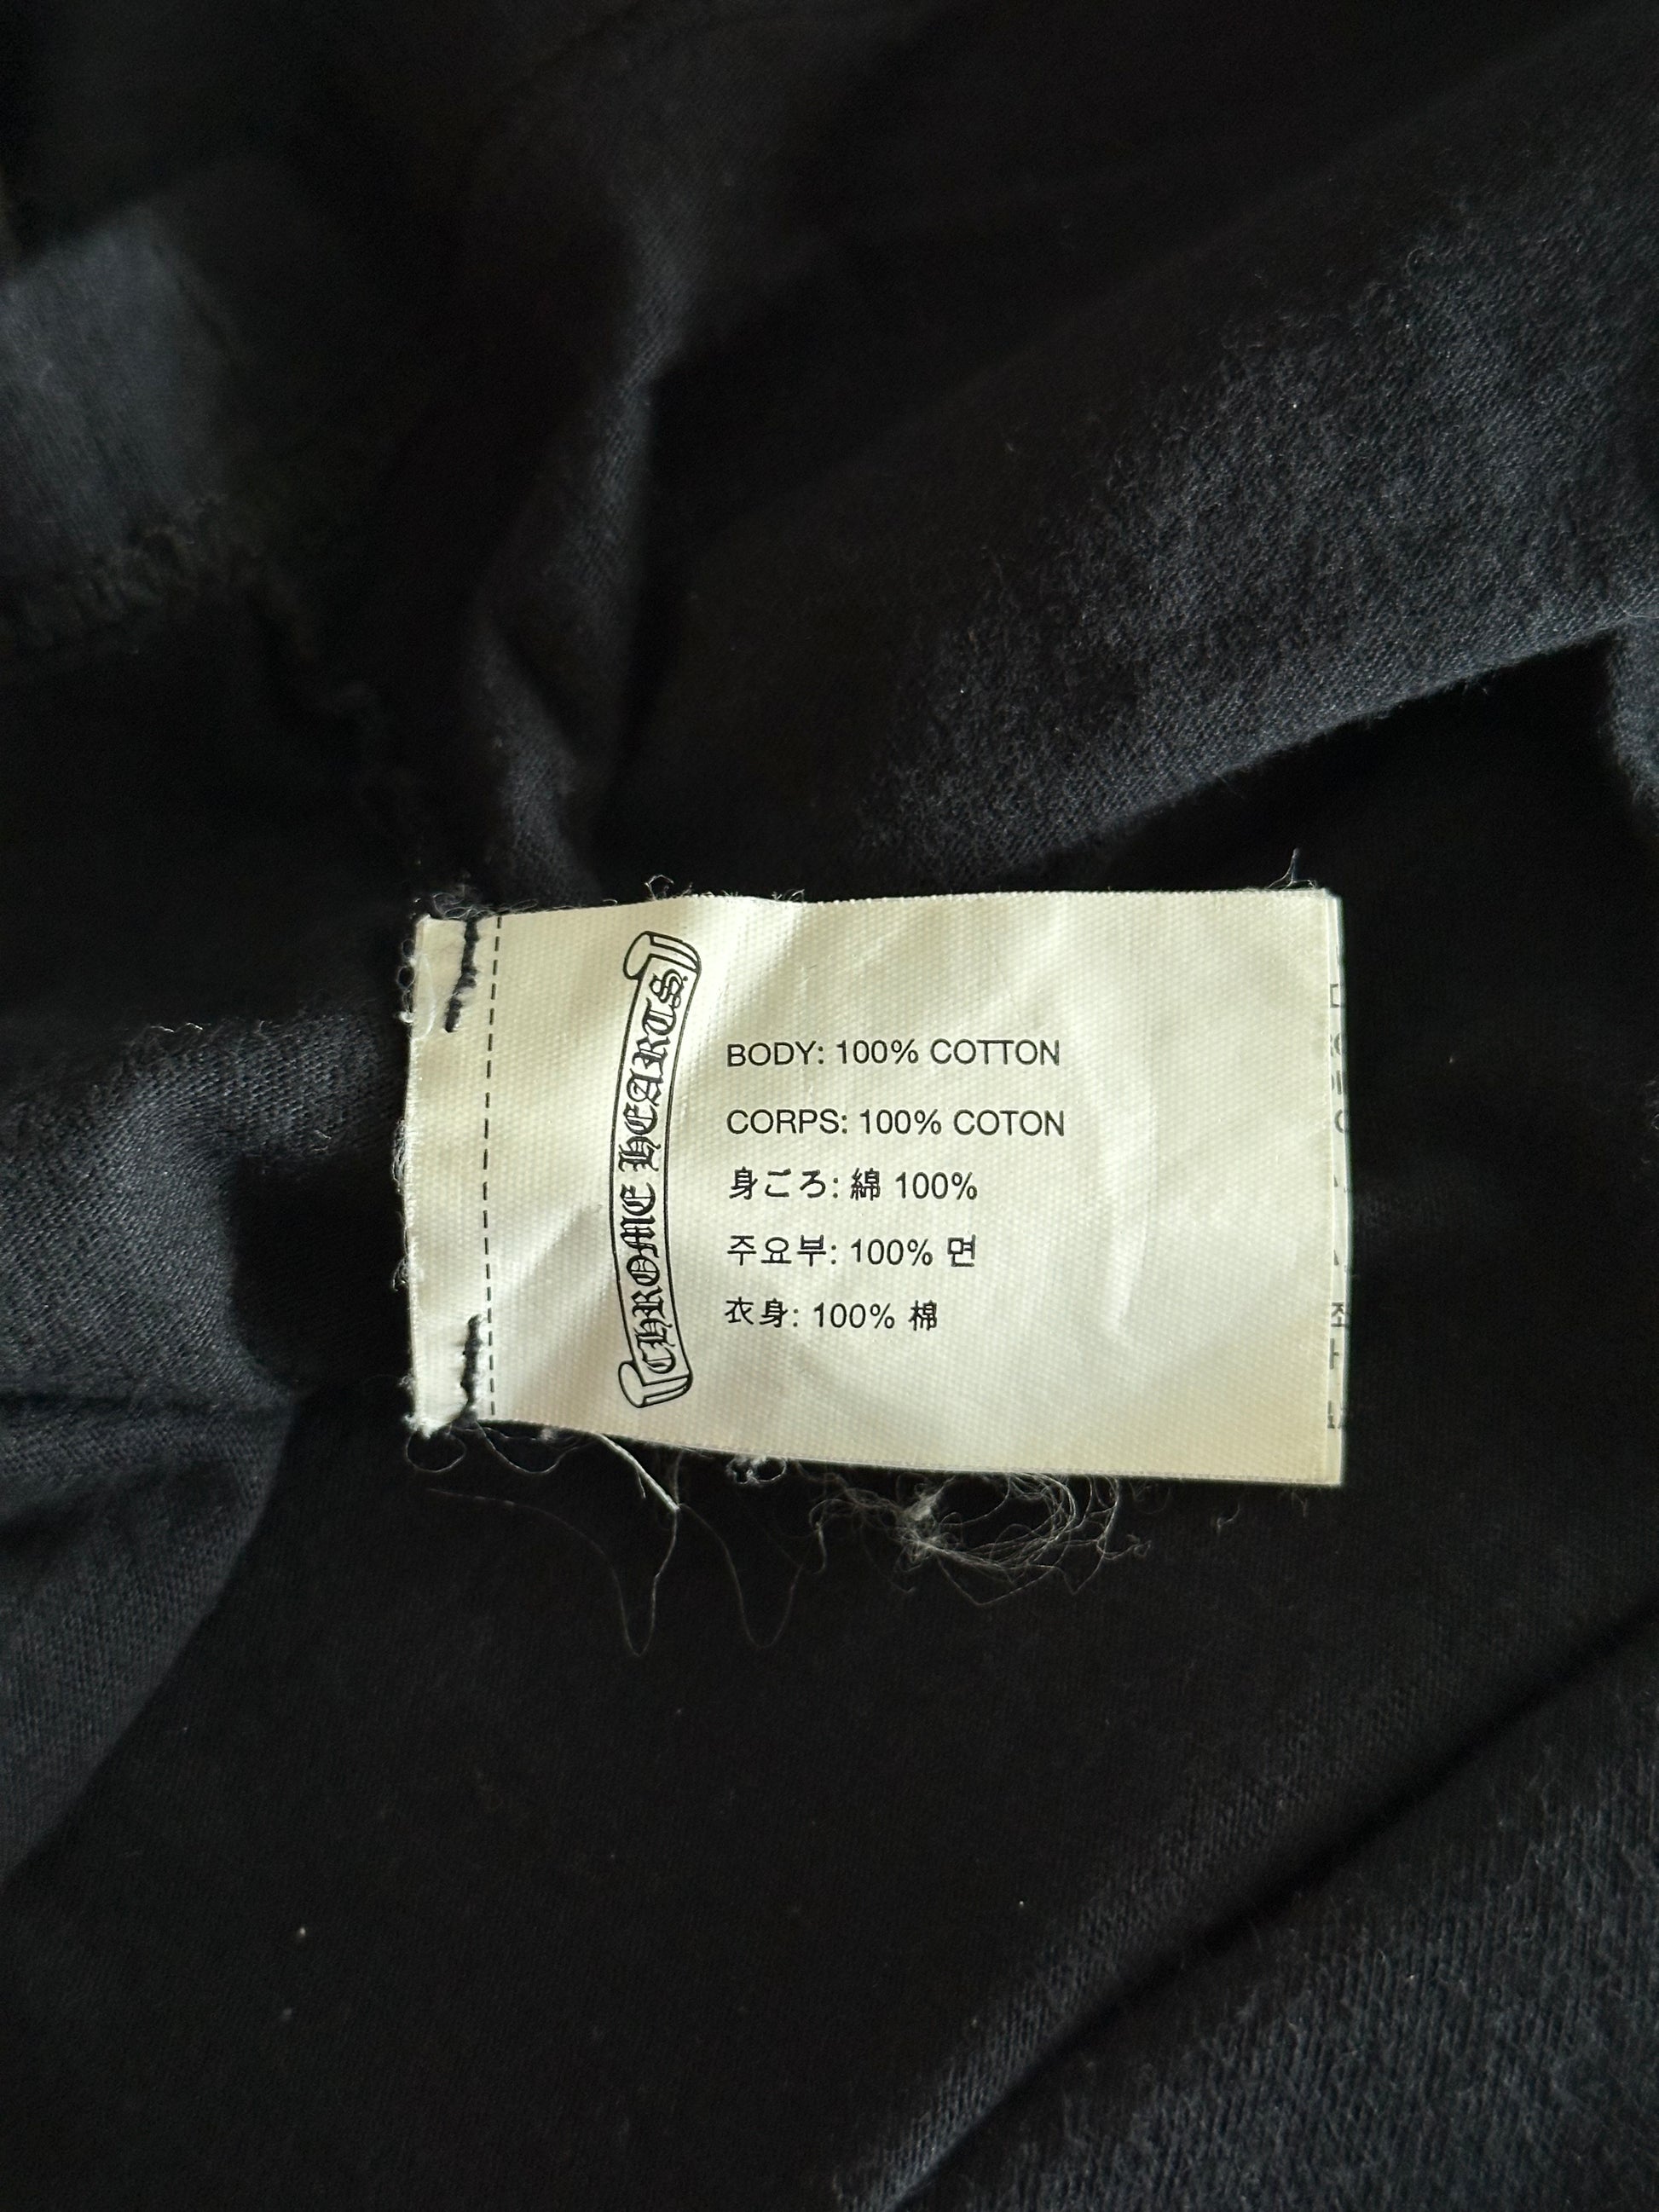 CHROME HEARTS
BODY: 100% COTTON
CORPS: 100% COTON
身ごろ: 綿 100%
주요부: 100% 면
衣身: 100% 棉